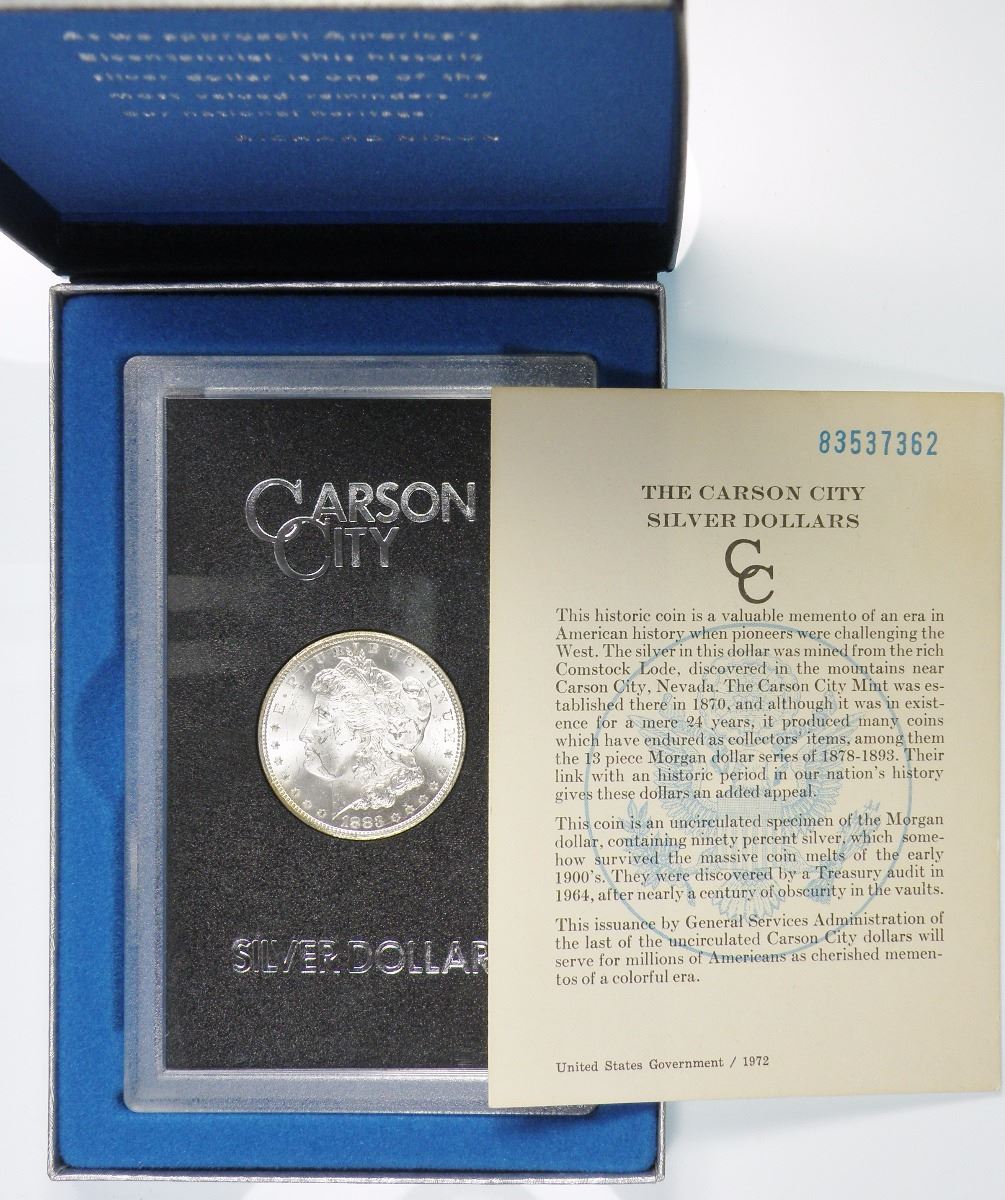 As we approach America's
Bicentennial, this historic
silver dollar is one of the
most valued reminders of
our national heritage.
RICHARD NIXON
CARSON
CITY
E·PLURIBUS·UNUM
1883
SILVER DOLLAR
83537362
THE CARSON CITY
SILVER DOLLARS
CC
This historic coin is a valuable memento of an era in
American history when pioneers were challenging the
West. The silver in this dollar was mined from the rich
Comstock Lode, discovered in the mountains near
Carson City, Nevada. The Carson City Mint was es-
tablished there in 1870, and although it was in exist-
ence for a mere 24 years, it produced many coins
which have endured as collectors' items, among them
the 13 piece Morgan dollar series of 1878-1893. Their
link with an historic period in our nation's history
gives these dollars an added appeal.
This coin is an uncirculated specimen of the Morgan
dollar, containing ninety percent silver, which some-
how survived the massive coin melts of the early
1900's. They were discovered by a Treasury audit in
1964, after nearly a century of obscurity in the vaults.
This issuance by General Services Administration of
the last of the uncirculated Carson City dollars will
serve for millions of Americans as cherished memen-
tos of a colorful era.
United States Government / 1972